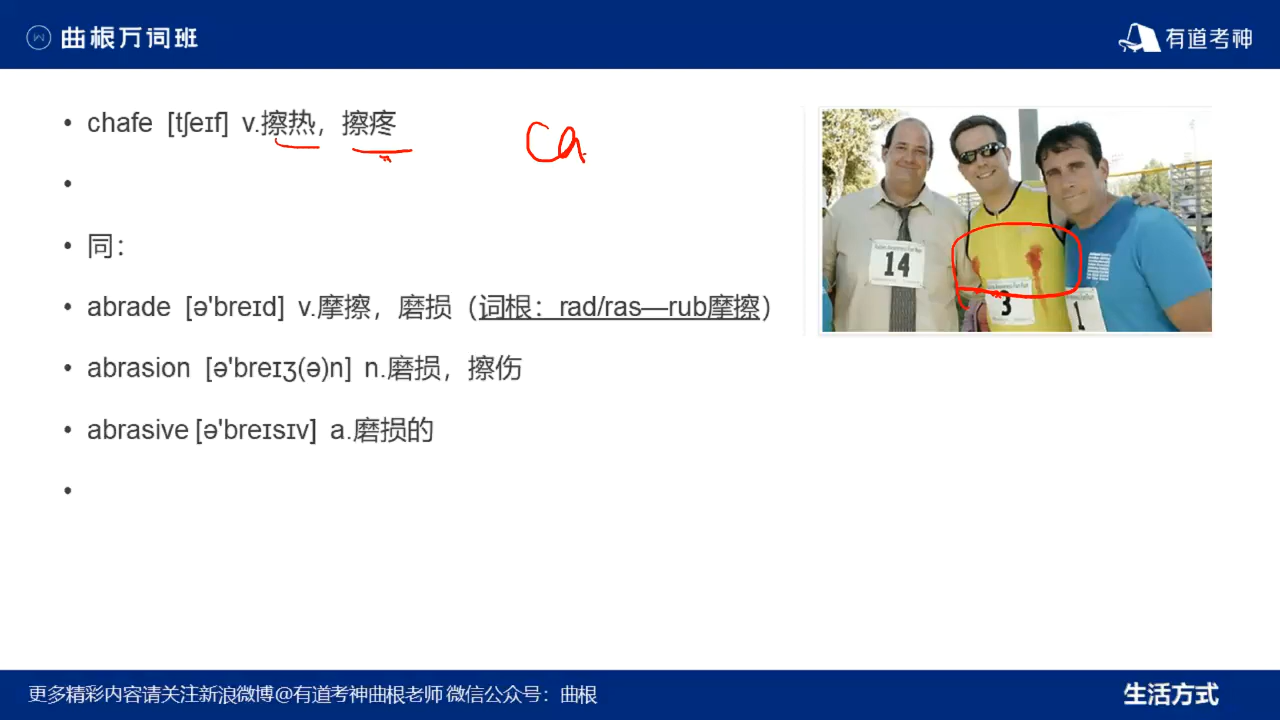 曲根万词班
有道考神
• chafe [tʃeɪf] v.擦热，擦疼
ca
•
• 同：
• abrade [ə'breɪd] v.摩擦，磨损（词根：rad/ras—rub摩擦）
• abrasion [ə'breɪʒ(ə)n] n.磨损，擦伤
• abrasive [ə'breɪsɪv] a.磨损的
•
14
3
1
更多精彩内容请关注新浪微博@有道考神曲根老师 微信公众号：曲根
生活方式